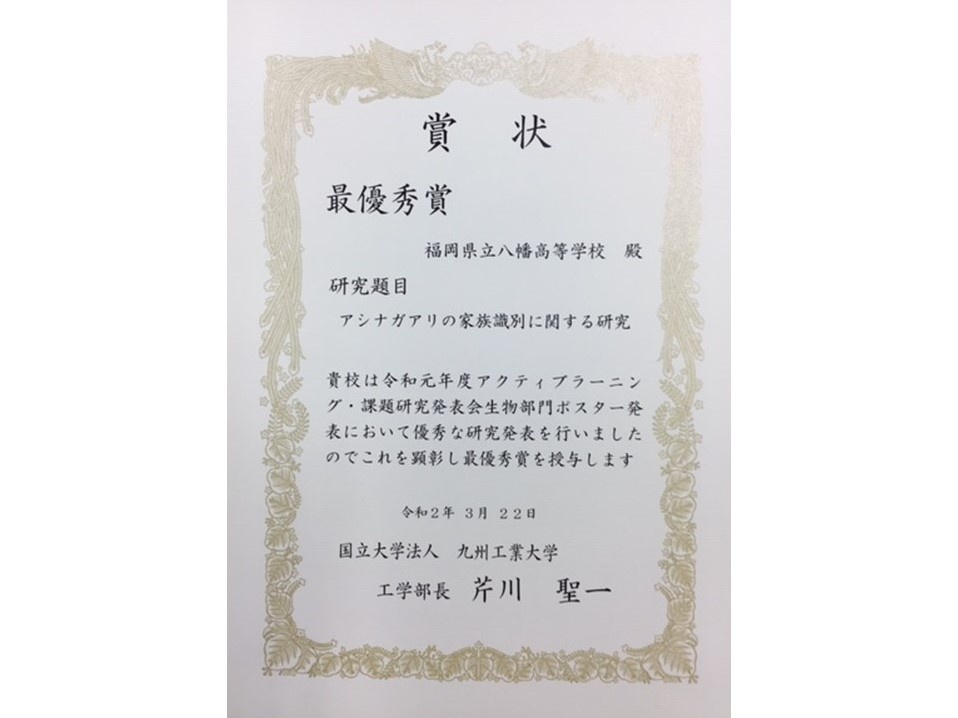 賞 状
最優秀賞
福岡県立八幡高等学校 殿
研究題目
アシナガアリの家族識別に関する研究
貴校は令和元年度アクティブラーニン
グ・課題研究発表会生物部門ポスター発
表において優秀な研究発表を行いました
のでこれを顕彰し最優秀賞を授与します
令和2年 3月 22日
国立大学法人 九州工業大学
工学部長 芹川 聖一